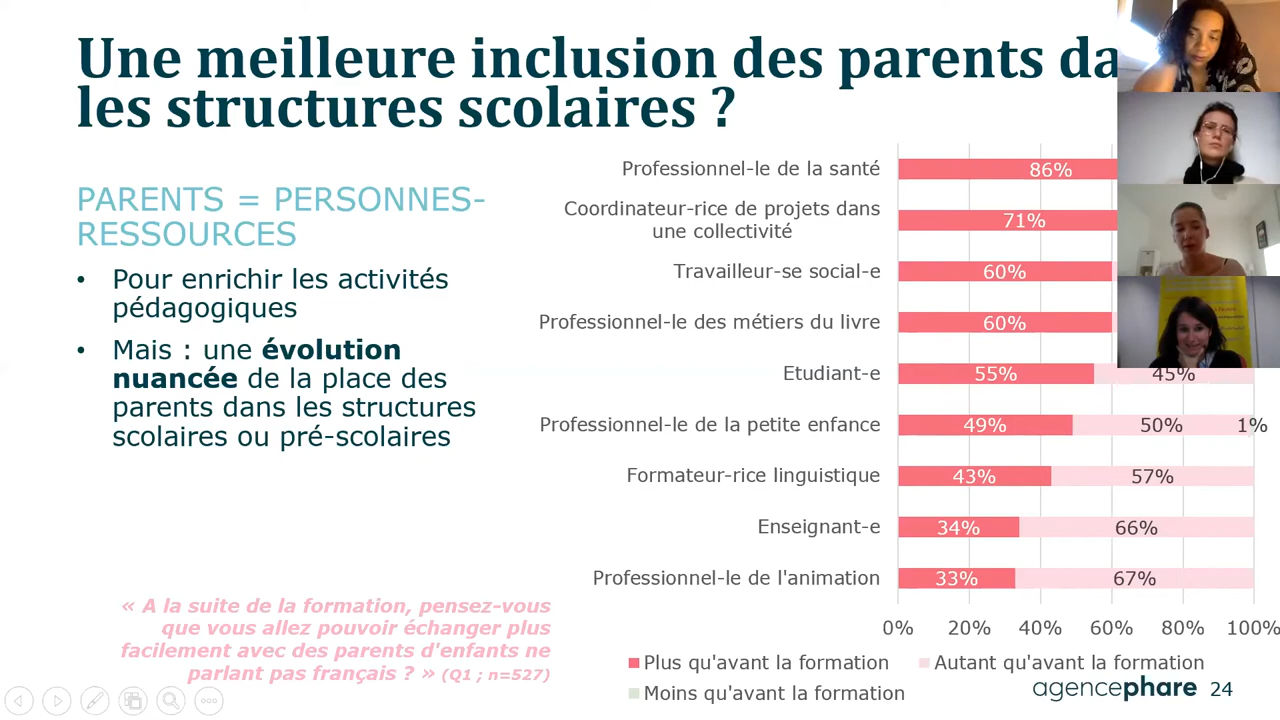 Une meilleure inclusion des parents da
les structures scolaires ?
PARENTS = PERSONNES-
RESSOURCES
• Pour enrichir les activités
pédagogiques
• Mais : une évolution
nuancée de la place des
parents dans les structures
scolaires ou pré-scolaires
« A la suite de la formation, pensez-vous
que vous allez pouvoir échanger plus
facilement avec des parents d'enfants ne
parlant pas français ? » (Q1 ; n=527)
Professionnel-le de la santé 86%
Coordinateur-rice de projets dans
une collectivité 71%
Travailleur-se social-e 60%
Professionnel-le des métiers du livre 60%
Etudiant-e 55% 45%
Professionnel-le de la petite enfance 49% 50% 1%
Formateur-rice linguistique 43% 57%
Enseignant-e 34% 66%
Professionnel-le de l'animation 33% 67%
0% 20% 40% 60% 80% 100%
Plus qu'avant la formation Autant qu'avant la formation
Moins qu'avant la formation
agencephare 24